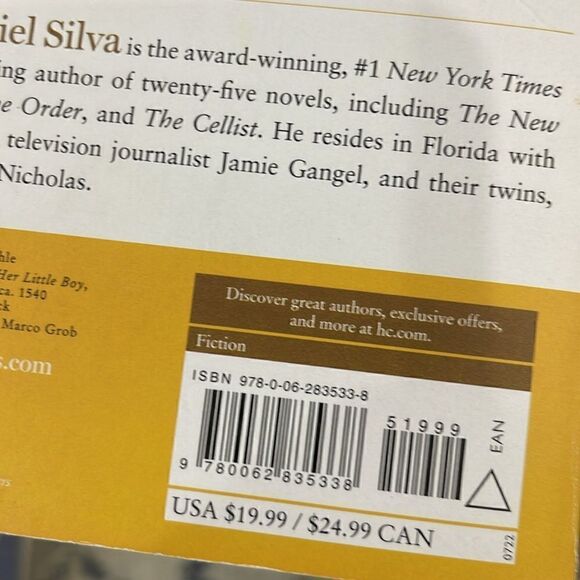 iel Silva is the award-winning, #1 New York Times
ing author of twenty-five novels, including The New
e Order, and The Cellist. He resides in Florida with
television journalist Jamie Gangel, and their twins,
Nicholas.
hle
Her Little Boy,
ca. 1540
ck
Marco Grob
s.com
Discover great authors, exclusive offers,
and more at hc.com.
Fiction
ISBN 978-0-06-283533-8
51999
EAN
9 780062 835338
USA $19.99 / $24.99 CAN
0722